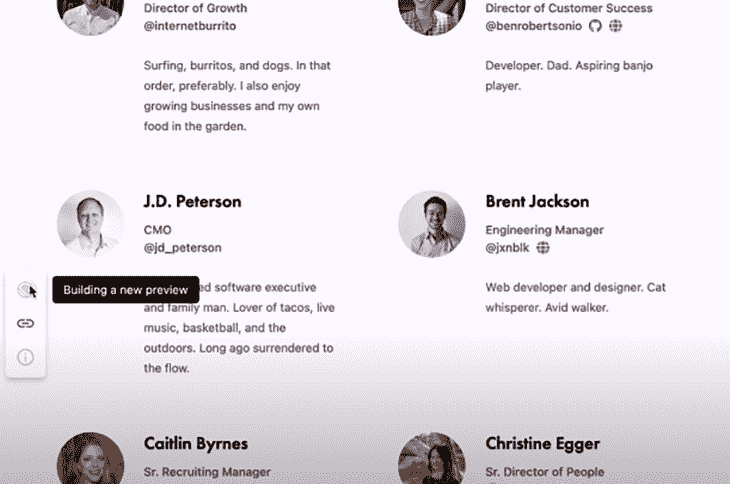 Director of Growth
@internetburrito
Surfing, burritos, and dogs. In that
order, preferably. I also enjoy
growing businesses and my own
food in the garden.
Director of Customer Success
@benrobertsonio
Developer. Dad. Aspiring banjo
player.
J.D. Peterson
CMO
@jd_peterson
Building a new preview
ed software executive
and family man. Lover of tacos, live
music, basketball, and the
outdoors. Long ago surrendered to
the flow.
Brent Jackson
Engineering Manager
@jxnblk
Web developer and designer. Cat
whisperer. Avid walker.
Caitlin Byrnes
Sr. Recruiting Manager
Christine Egger
Sr. Director of People